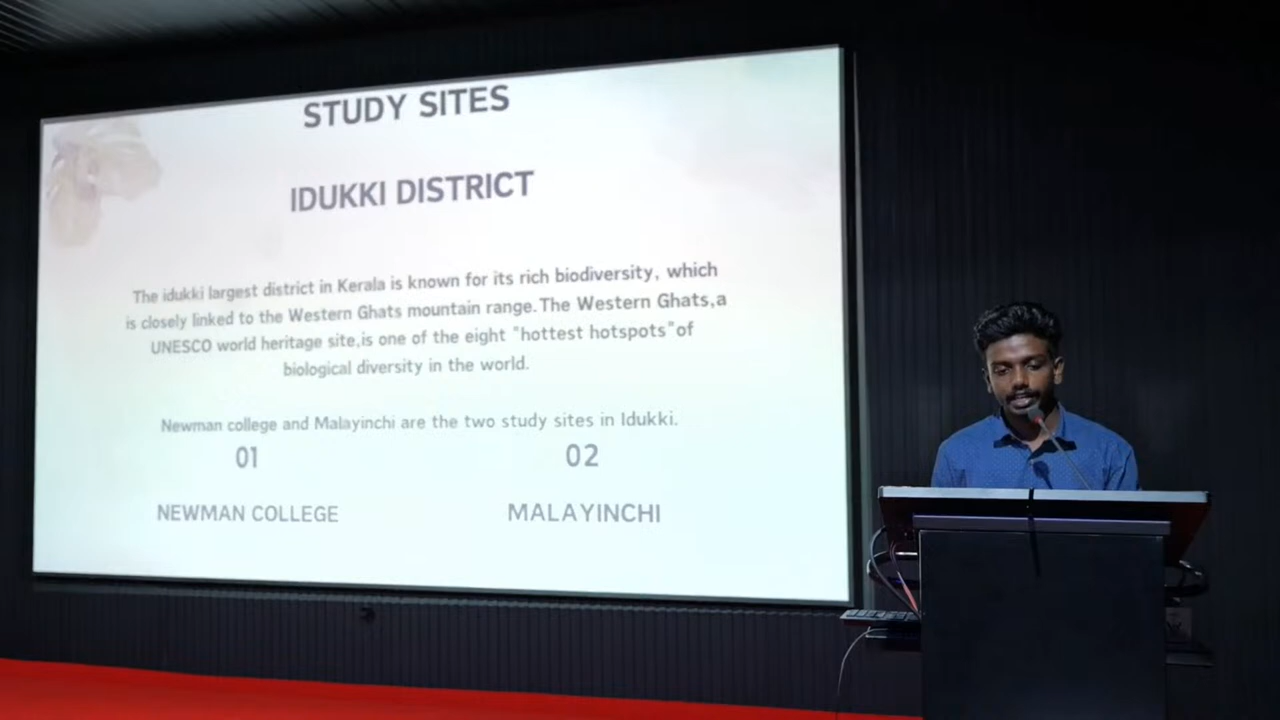 STUDY SITES
IDUKKI DISTRICT
The idukki largest district in Kerala is known for its rich biodiversity, which
is closely linked to the Western Ghats mountain range. The Western Ghats,a
UNESCO world heritage site,is one of the eight "hottest hotspots"of
biological diversity in the world.
Newman college and Malayinchi are the two study sites in Idukki.
01 02
NEWMAN COLLEGE MALAYINCHI